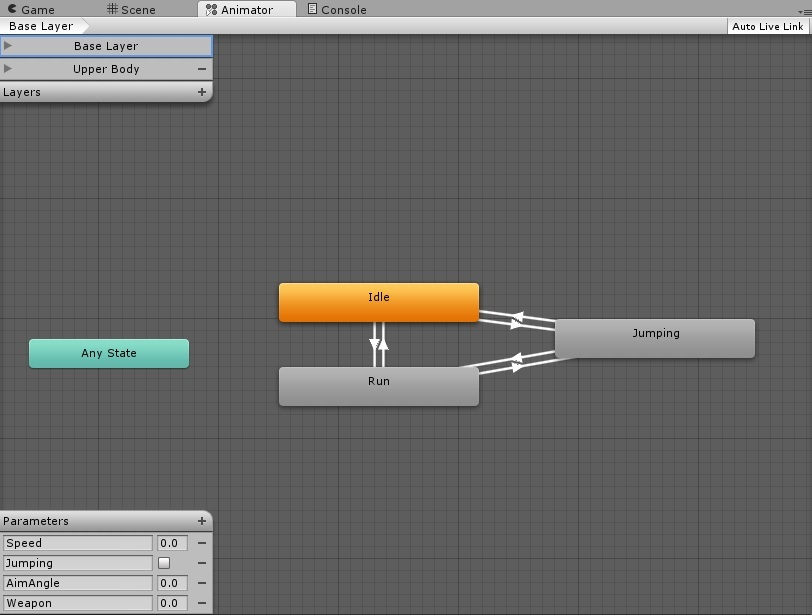 Game Scene Animator Console
Base Layer Auto Live Link
Base Layer
Upper Body
Layers
Idle
Jumping
Any State
Run
Parameters
Speed 0.0
Jumping
AimAngle 0.0
Weapon 0.0